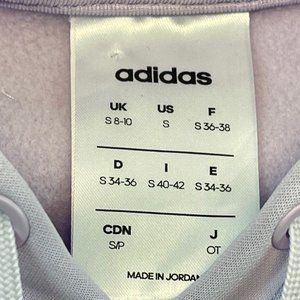 adidas
UK US F
S 8-10 S S 36-38
D I E
S 34-36 S 40-42 S 34-36
CDN J
S/P OT
MADE IN JORDAN